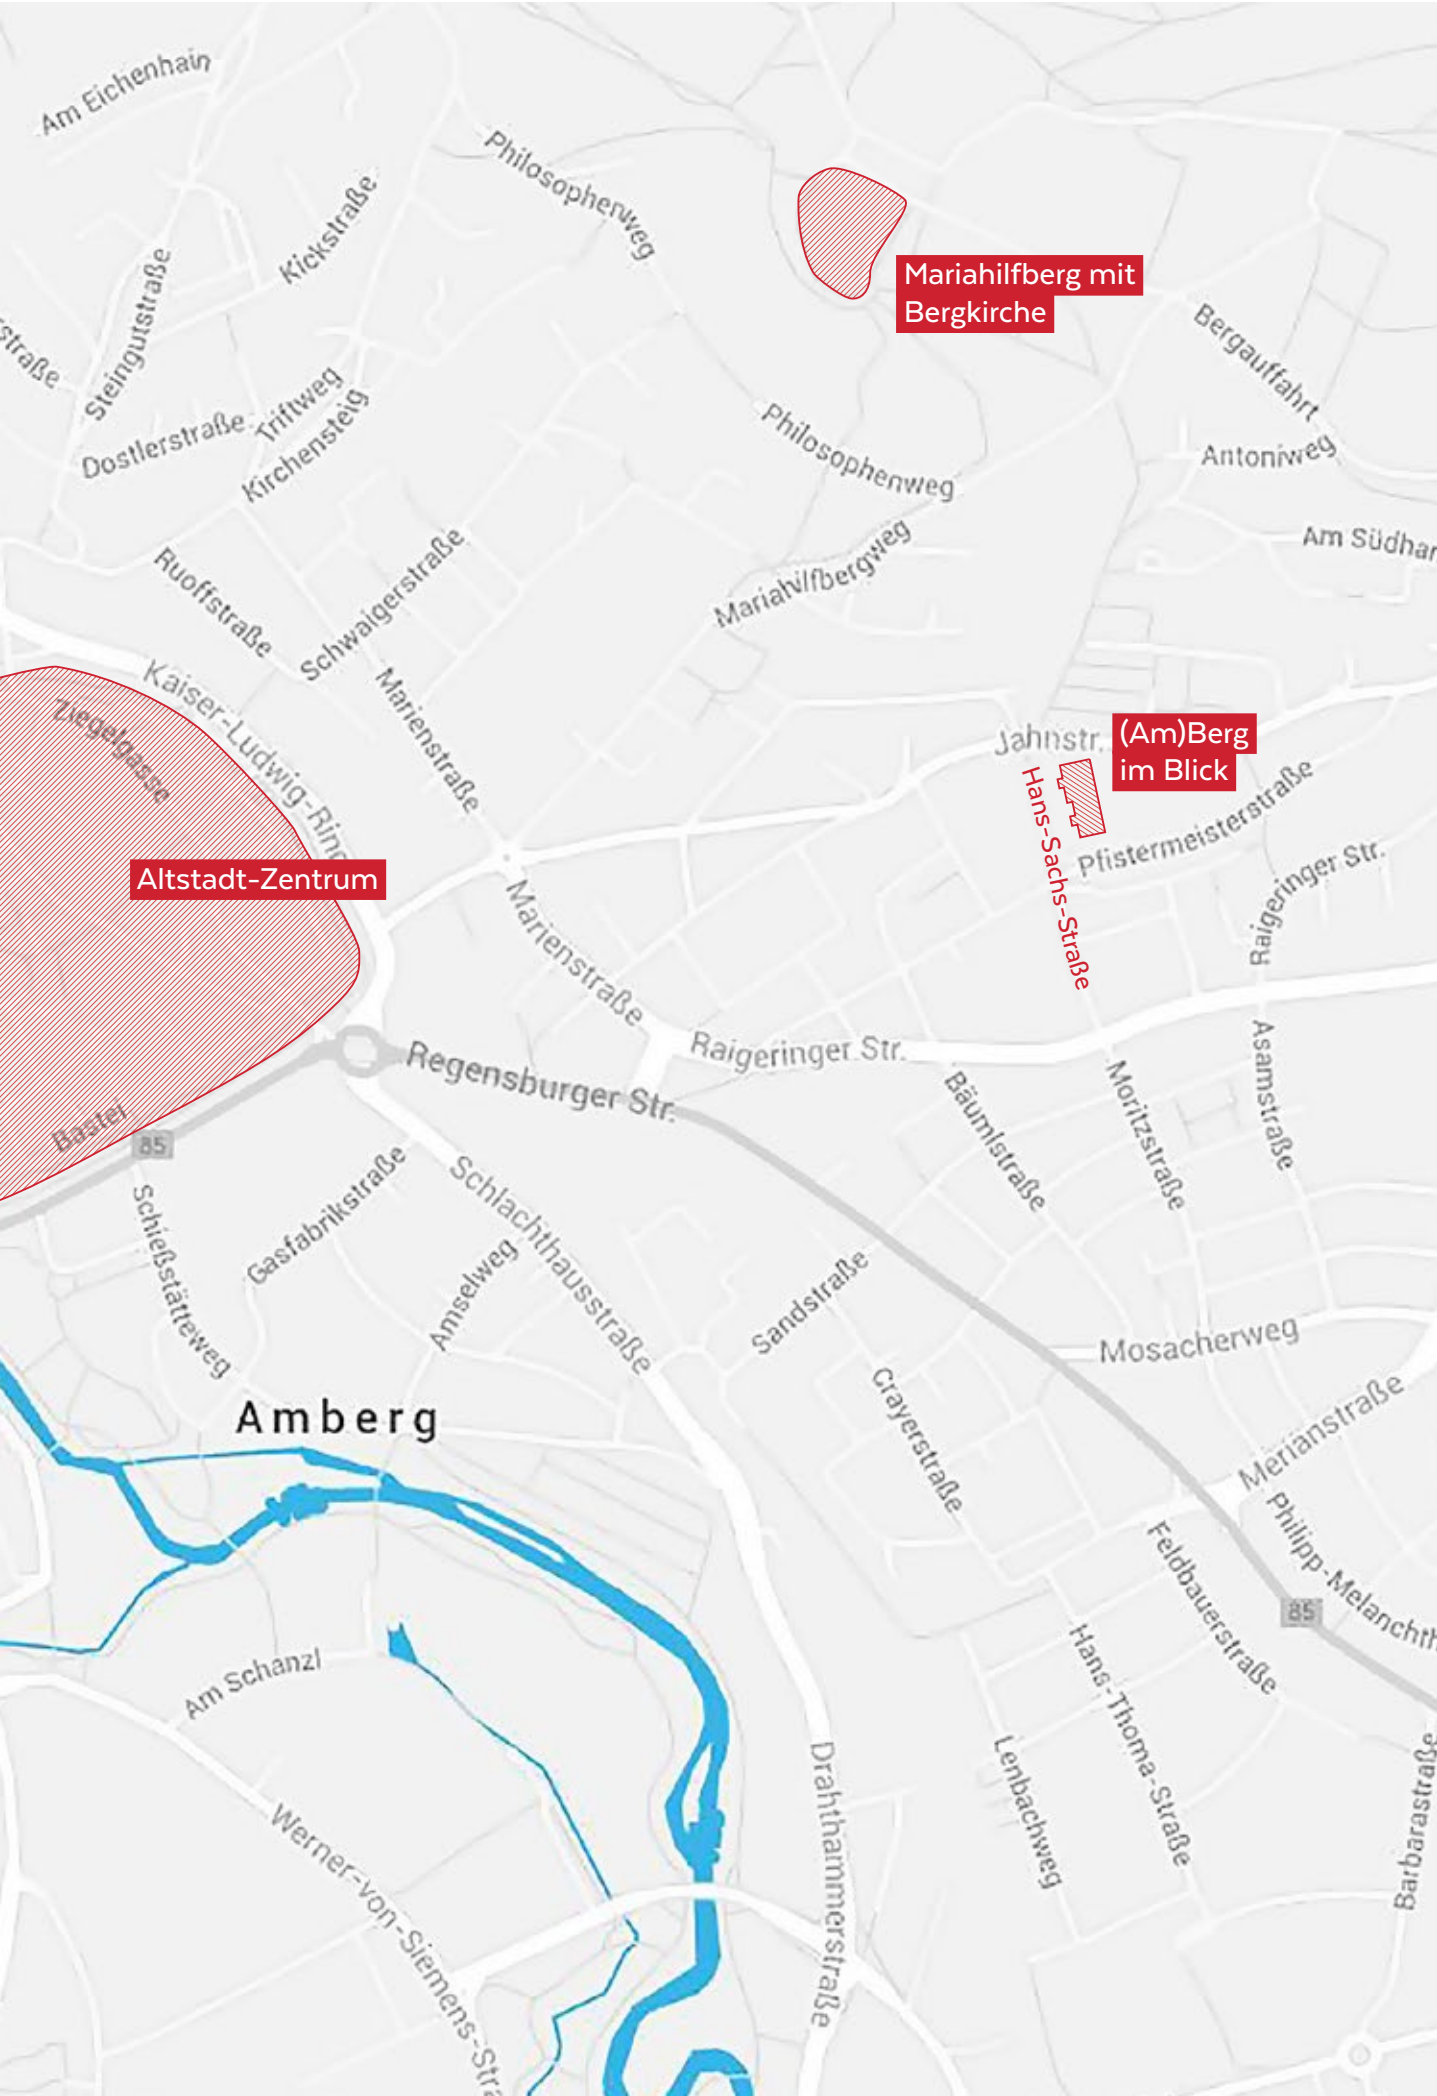 Am Eichenhain
Philosophenweg
Kickstraße
Mariahilfberg mit
Bergkirche
Steingutstraße
straße
Bergauffahrt
Triftweg
Dostlerstraße
Kirchensteig
Philosophenweg
Antoniweg
Am Südhan
Mariahilfbergweg
Ruoffstraße
Schwaigerstraße
Kaiser-Ludwig-Ring
Marienstraße
Ziegelgasse
Jahnstr.
(Am)Berg
im Blick
Hans-Sachs-Straße
Pfistermeisterstraße
Altstadt-Zentrum
Raigeringer Str.
Marienstraße
Raigeringer Str.
Regensburger Str.
Asamstraße
Bastei
85
Bäumlstraße
Moritzstraße
Schießstätteweg
Gasfabrikstraße
Schlachthausstraße
Amselweg
Sandstraße
Mosacherweg
Amberg
Crayerstraße
Merianstraße
Philipp-Melanchth
Feldbauerstraße
85
Am Schanzl
Hans-Thoma-Straße
Lenbachweg
Drahthammerstraße
Barbarastraße
Werner-von-Siemens-Stra